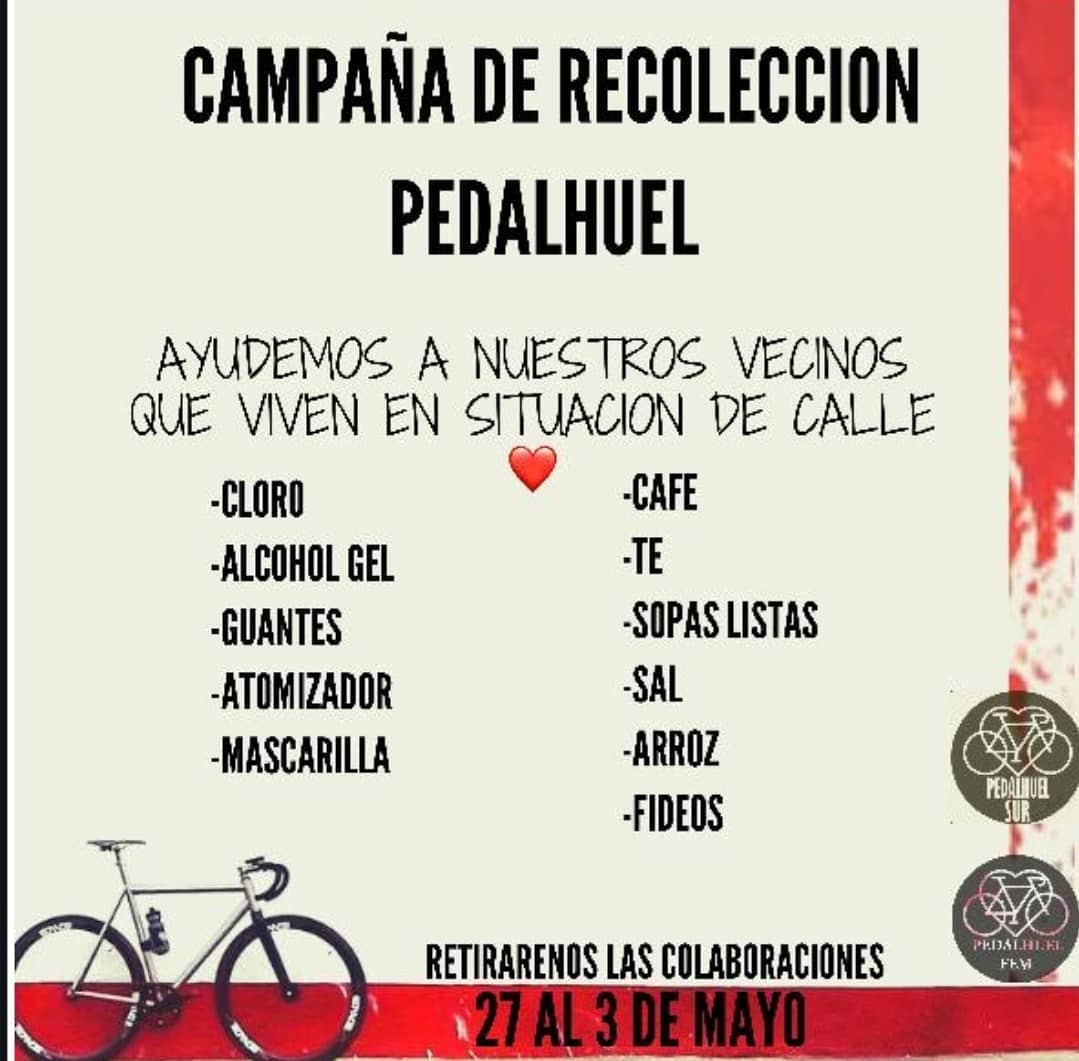 CAMPAÑA DE RECOLECCION
PEDALHUEL
AYUDEMOS A NUESTROS VECINOS
QUE VIVEN EN SITUACION DE CALLE
-CLORO
-ALCOHOL GEL
-GUANTES
-ATOMIZADOR
-MASCARILLA
-CAFE
-TE
-SOPAS LISTAS
-SAL
-ARROZ
-FIDEOS
PEDALHUEL
SUR
PEDALHUEL
FEM
RETIRARENOS LAS COLABORACIONES
27 AL 3 DE MAYO